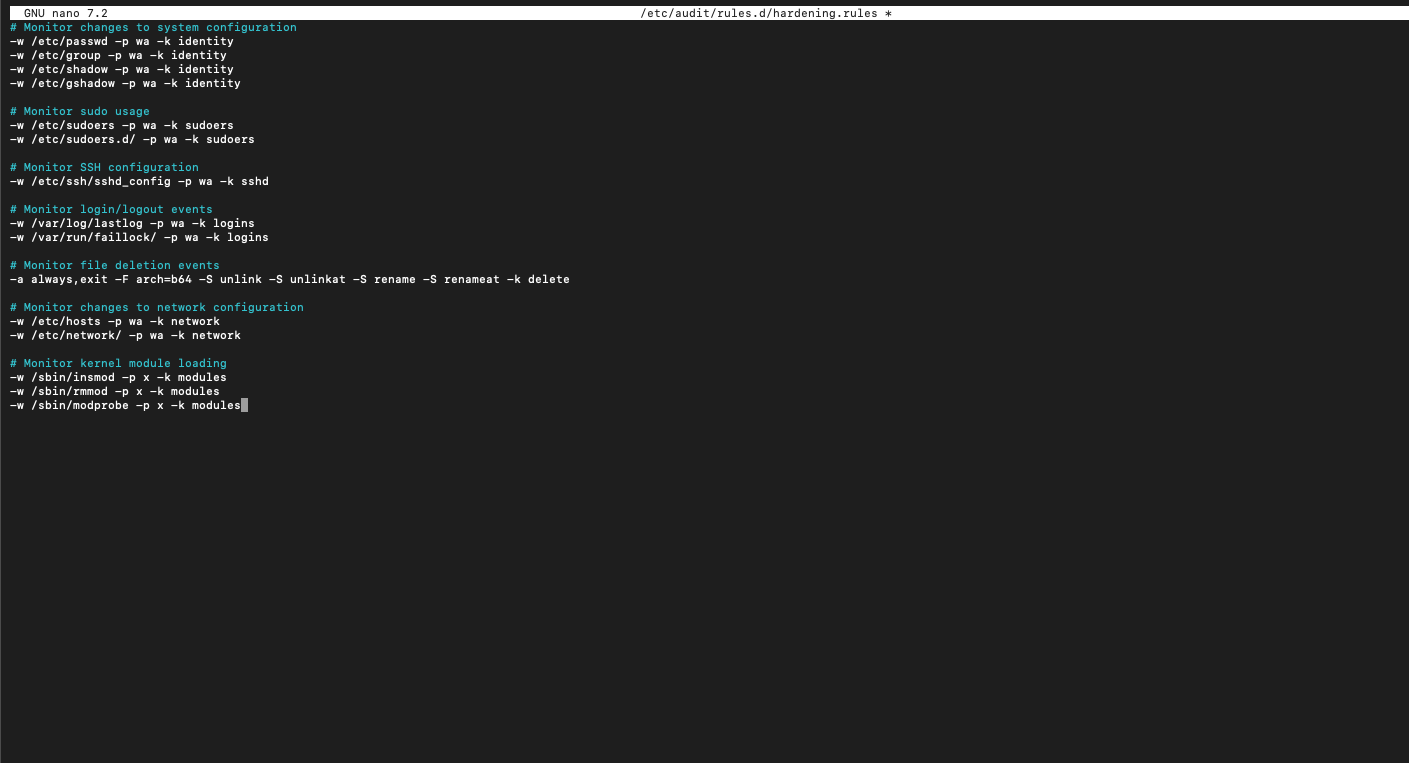 GNU nano 7.2 /etc/audit/rules.d/hardening.rules *
# Monitor changes to system configuration
-w /etc/passwd -p wa -k identity
-w /etc/group -p wa -k identity
-w /etc/shadow -p wa -k identity
-w /etc/gshadow -p wa -k identity
# Monitor sudo usage
-w /etc/sudoers -p wa -k sudoers
-w /etc/sudoers.d/ -p wa -k sudoers
# Monitor SSH configuration
-w /etc/ssh/sshd_config -p wa -k sshd
# Monitor login/logout events
-w /var/log/lastlog -p wa -k logins
-w /var/run/faillock/ -p wa -k logins
# Monitor file deletion events
-a always,exit -F arch=b64 -S unlink -S unlinkat -S rename -S renameat -k delete
# Monitor changes to network configuration
-w /etc/hosts -p wa -k network
-w /etc/network/ -p wa -k network
# Monitor kernel module loading
-w /sbin/insmod -p x -k modules
-w /sbin/rmmod -p x -k modules
-w /sbin/modprobe -p x -k modules